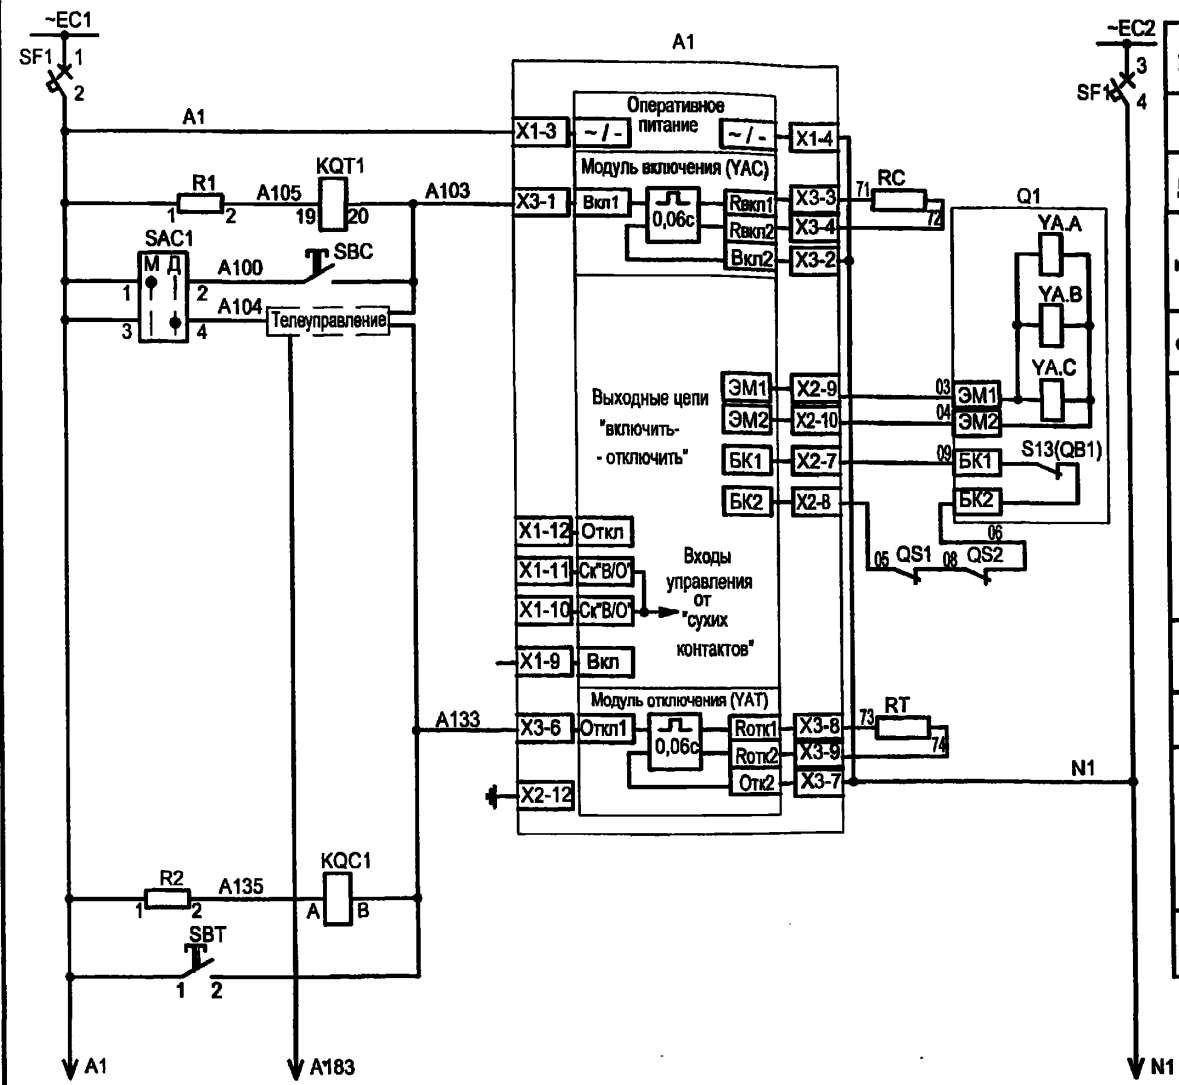 ~EC1
~EC2
SF1
1
2
A1
3
SF1
4
A1
X1-3
~ / -
Оперативное
питание
~ / -
X1-4
Модуль включения (YAC)
R1
1
2
A105
KQT1
19
20
A103
X3-1
Вкл1
0,06с
Rвкл1
Rвкл2
Вкл2
X3-3
X3-4
X3-2
71
RC
72
Q1
YA.A
YA.B
YA.C
SAC1
М Д
1
2
3
4
A100
SBC
A104
Телеуправление
Выходные цепи
"включить-
- отключить"
ЭМ1
X2-9
03
ЭМ1
ЭМ2
X2-10
04
ЭМ2
БК1
X2-7
09
БК1
S13(QB1)
БК2
X2-8
БК2
06
05
QS1
08
QS2
X1-12
Откл
X1-11
Ск"В/О"
X1-10
Ск"В/О"
X1-9
Вкл
Входы
управления
от
"сухих
контактов"
Модуль отключения (YAT)
A133
X3-6
Откл1
0,06с
Rотк1
Rотк2
Отк2
X3-8
X3-9
X3-7
73
RT
74
N1
X2-12
R2
1
2
A135
KQC1
A
B
SBT
1
2
A1
A183
N1